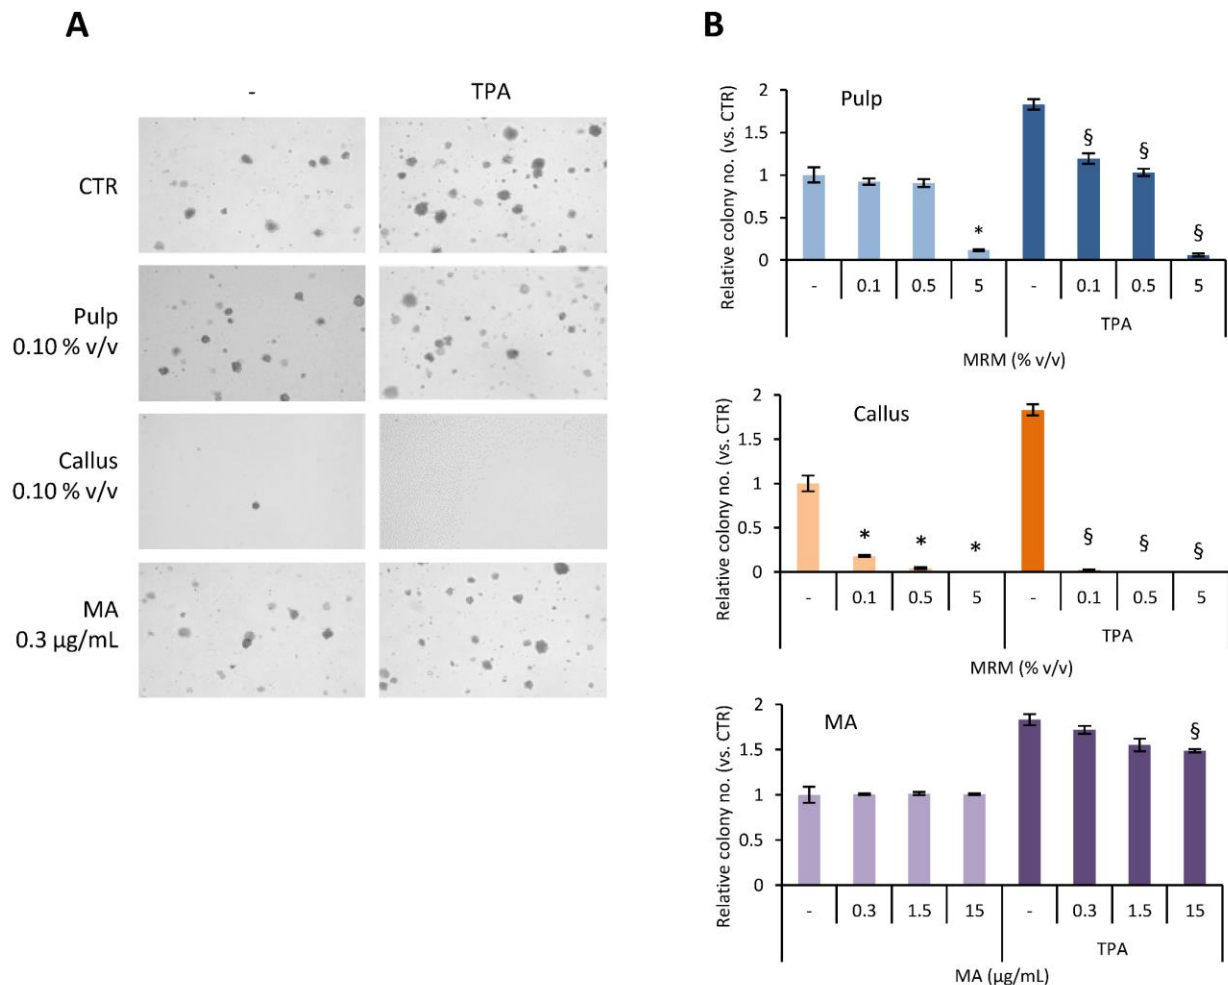 A
- TPA
CTR
Pulp
0.10 % v/v
Callus
0.10 % v/v
MA
0.3 µg/mL
B
Relative colony no. (vs. CTR)
2
1.5
1
0.5
0
Pulp
*
§
§
§
- 0.1 0.5 5 - 0.1 0.5 5
TPA
MRM (% v/v)
Relative colony no. (vs. CTR)
2
1.5
1
0.5
0
Callus
* * * § § §
- 0.1 0.5 5 - 0.1 0.5 5
TPA
MRM (% v/v)
Relative colony no. (vs. CTR)
2
1.5
1
0.5
0
MA
§
- 0.3 1.5 15 - 0.3 1.5 15
TPA
MA (µg/mL)